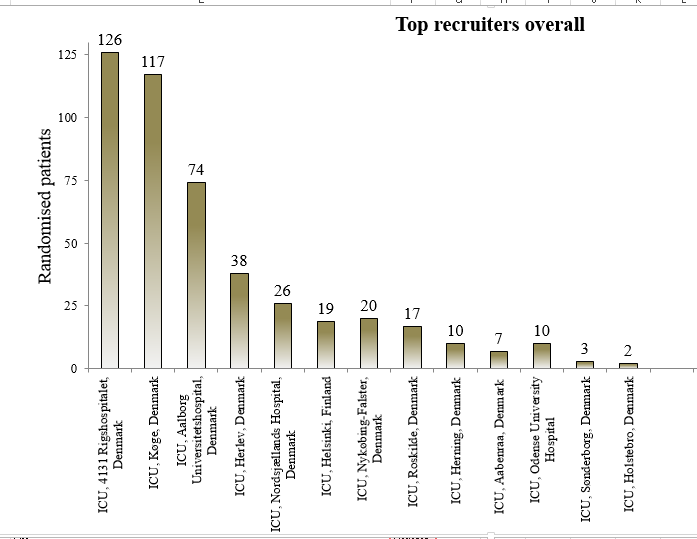 Top recruiters overall
Randomised patients
125
100
75
50
25
0
126
117
74
38
26
19
20
17
10
7
10
3
2
ICU, 4131 Rigshospitalet,
Denmark
ICU, Køge, Denmark
ICU, Aalborg
Universitetshospital,
Denmark
ICU, Herlev, Denmark
ICU, Nordsjællands Hospital,
Denmark
ICU, Helsinki, Finland
ICU, Nykøbing-Falster,
Denmark
ICU, Roskilde, Denmark
ICU, Herning, Denmark
ICU, Aabenraa, Denmark
ICU, Odense University
Hospital
ICU, Sønderborg, Denmark
ICU, Holstebro, Denmark